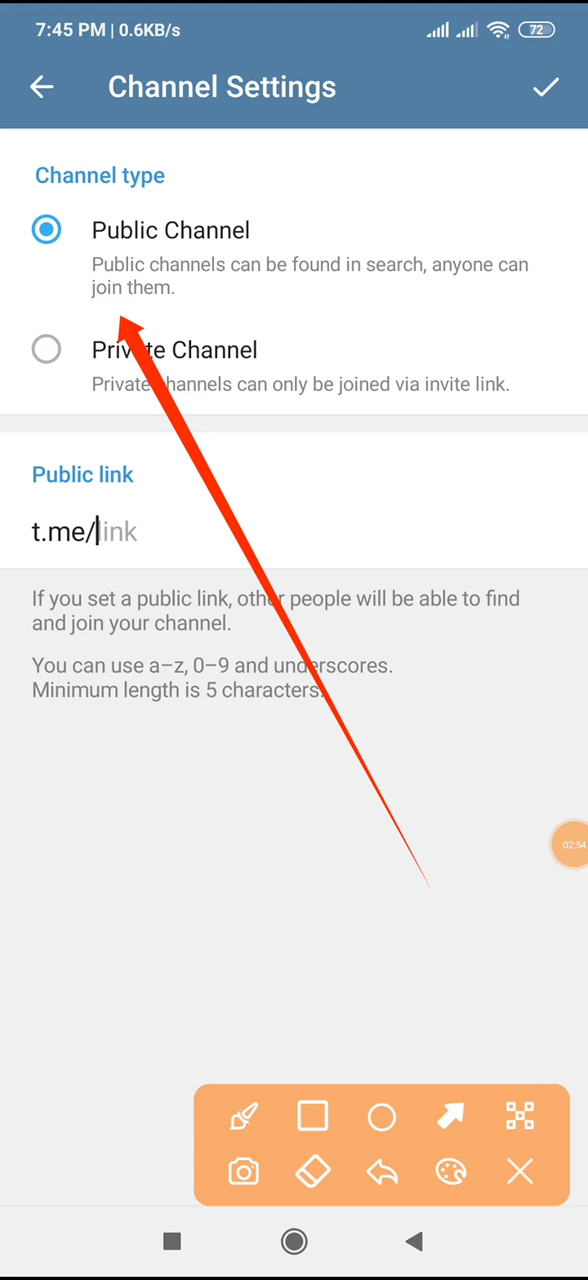 7:45 PM | 0.6KB/s
72
Channel Settings
Channel type
Public Channel
Public channels can be found in search, anyone can
join them.
Private Channel
Private channels can only be joined via invite link.
Public link
t.me/link
If you set a public link, other people will be able to find
and join your channel.
You can use a–z, 0–9 and underscores.
Minimum length is 5 characters.
02:54